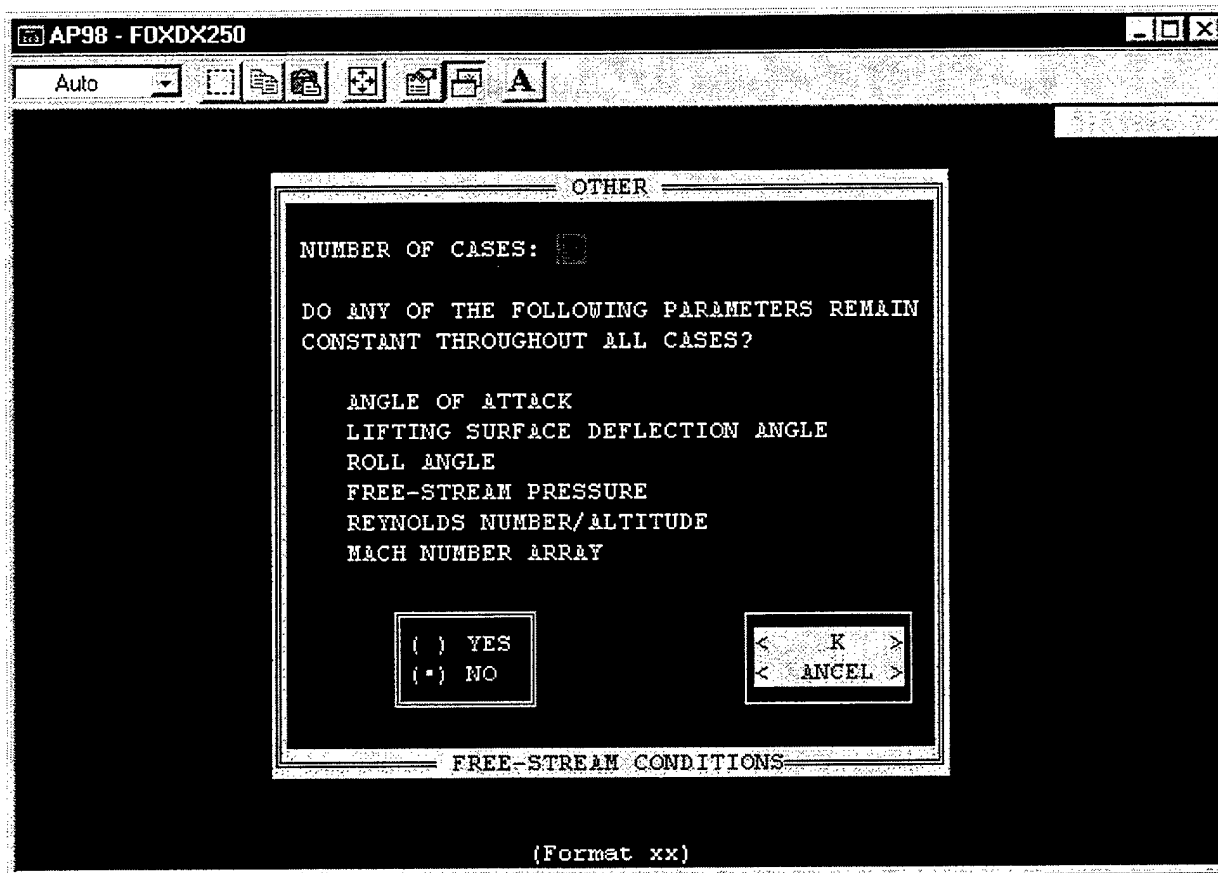 AP98 - FOXDX250
Auto
A
OTHER
NUMBER OF CASES:
DO ANY OF THE FOLLOWING PARAMETERS REMAIN
CONSTANT THROUGHOUT ALL CASES?
ANGLE OF ATTACK
LIFTING SURFACE DEFLECTION ANGLE
ROLL ANGLE
FREE-STREAM PRESSURE
REYNOLDS NUMBER/ALTITUDE
MACH NUMBER ARRAY
( ) YES
(•) NO
< K >
< ANCEL >
FREE-STREAM CONDITIONS
(Format xx)